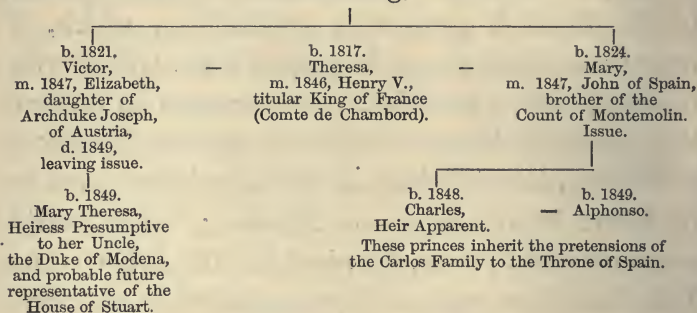 b. 1821.
Victor,
m. 1847, Elizabeth,
daughter of
Archduke Joseph,
of Austria,
d. 1849,
leaving issue.
b. 1849.
Mary Theresa,
Heiress Presumptive
to her Uncle,
the Duke of Modena,
and probable future
representative of the
House of Stuart.
—
b. 1817.
Theresa,
m. 1846, Henry V.,
titular King of France
(Comte de Chambord).
—
b. 1824.
Mary,
m. 1847, John of Spain,
brother of the
Count of Montemolin.
Issue.
b. 1848.
Charles,
Heir Apparent.
—
b. 1849.
Alphonso.
These princes inherit the pretensions of
the Carlos Family to the Throne of Spain.